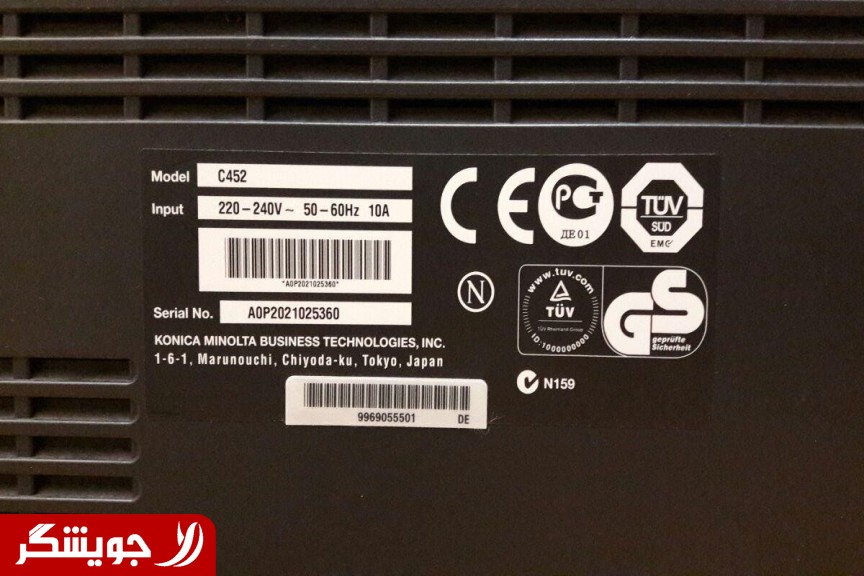 Model C452
Input 220-240V~ 50-60Hz 10A
*A0P2021025360*
Serial No. A0P2021025360
KONICA MINOLTA BUSINESS TECHNOLOGIES, INC.
1-6-1, Marunouchi, Chiyoda-ku, Tokyo, Japan
9969055501 DE
CE
PCT
ДЕ01
TÜV
SÜD
EMC
N
www.tuv.com
TÜV
TÜV Rheinland Group
ID:1000000000
GS
geprüfte
Sicherheit
N159
جویشگر